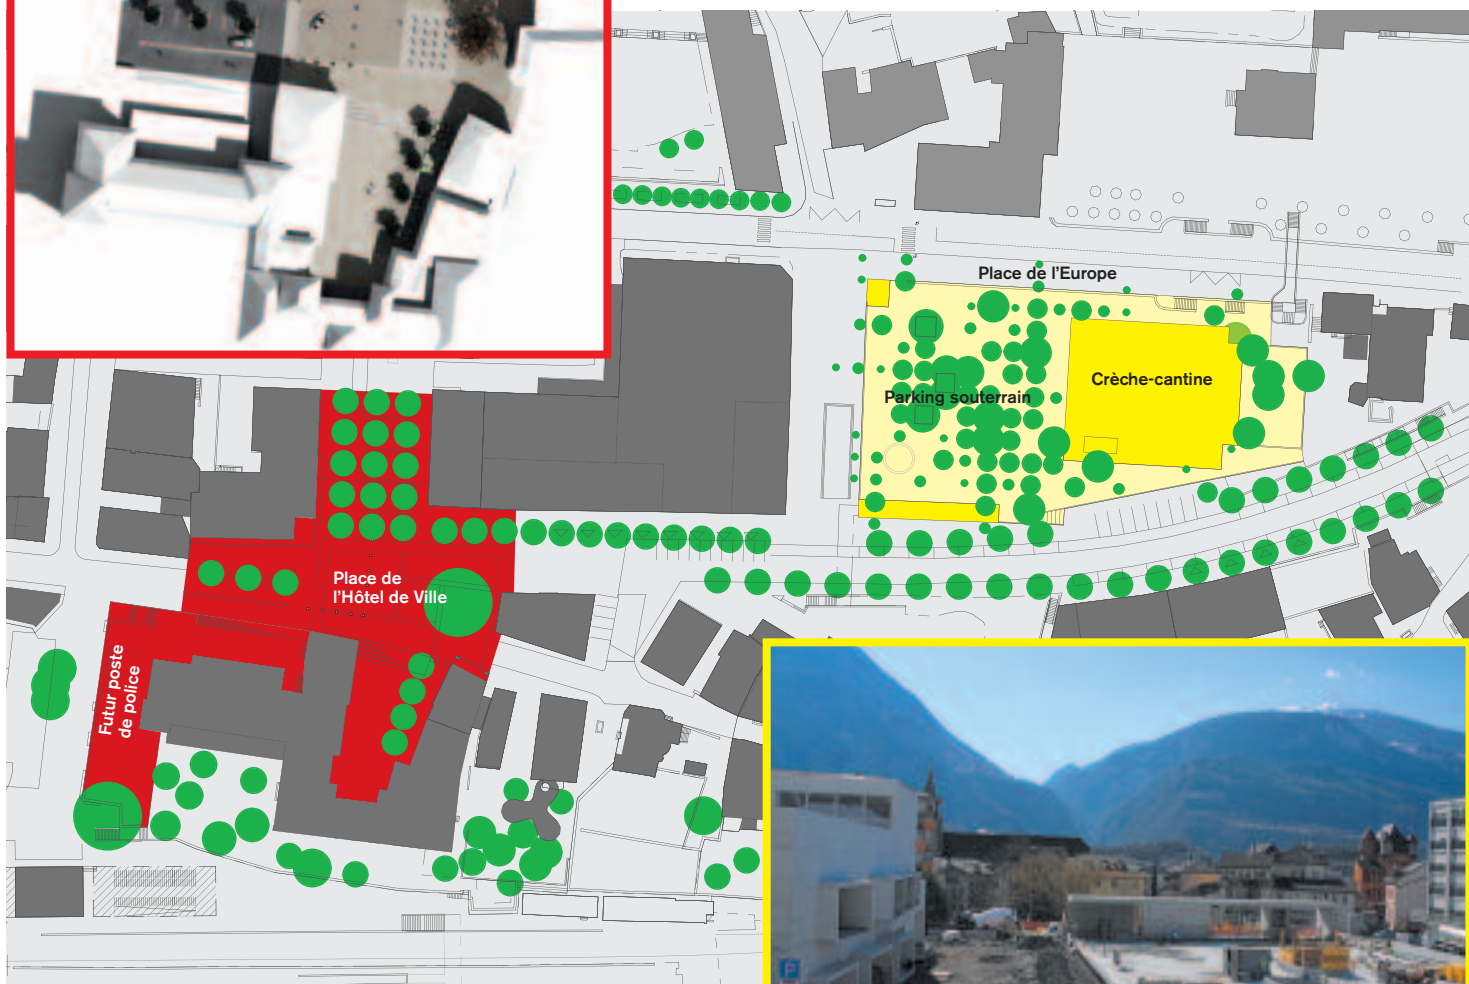 Place de l'Europe
Crèche-cantine
Parking souterrain
Place de
l'Hôtel de Ville
Futur poste
de police
P